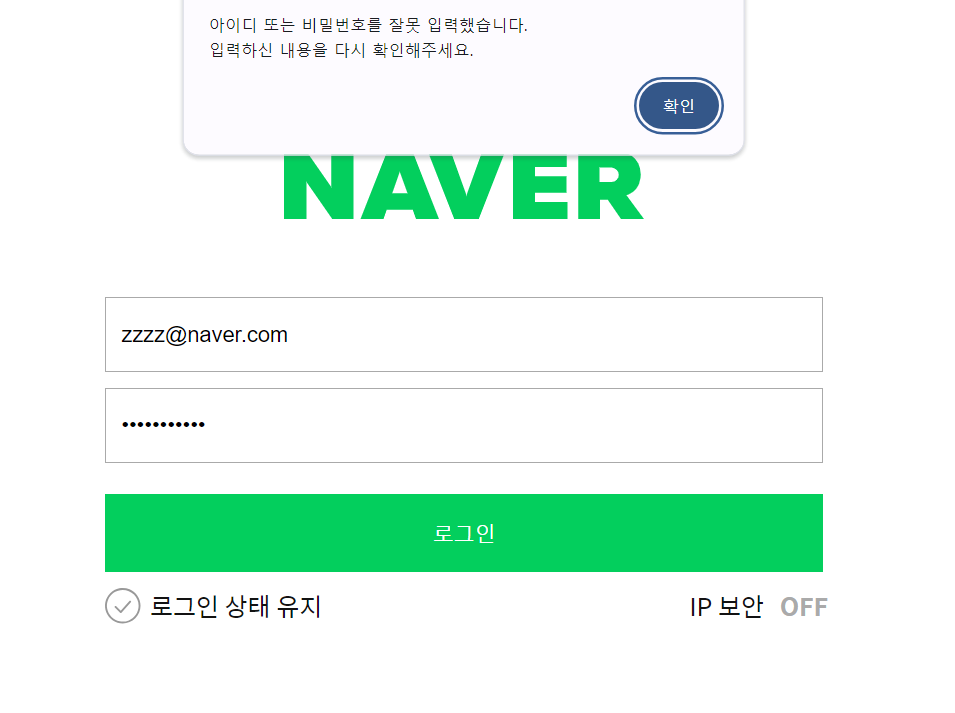 아이디 또는 비밀번호를 잘못 입력했습니다.
입력하신 내용을 다시 확인해주세요.
확인
NAVER
zzzz@naver.com
•••••••••••
로그인
로그인 상태 유지
IP 보안 OFF